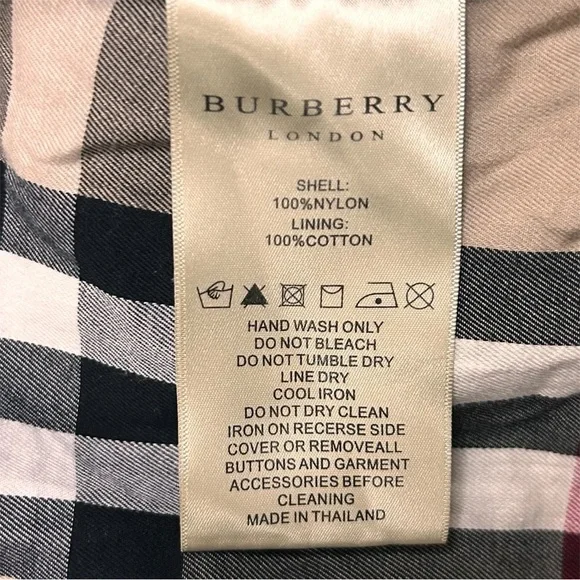 BURBERRY
LONDON
SHELL:
100%NYLON
LINING:
100%COTTON
HAND WASH ONLY
DO NOT BLEACH
DO NOT TUMBLE DRY
LINE DRY
COOL IRON
DO NOT DRY CLEAN
IRON ON RECERSE SIDE
COVER OR REMOVEALL
BUTTONS AND GARMENT
ACCESSORIES BEFORE
CLEANING
MADE IN THAILAND